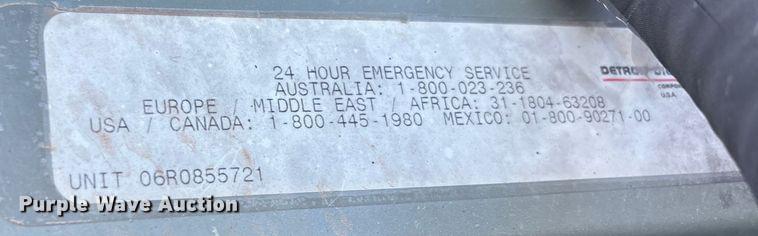 24 HOUR EMERGENCY SERVICE
AUSTRALIA: 1-800-023-236
EUROPE / MIDDLE EAST / AFRICA: 31-1804-63208
USA / CANADA: 1-800-445-1980 MEXICO: 01-800-90271-00
UNIT 06R0855721
DETROIT
U.S.A.
Purple Wave Auction